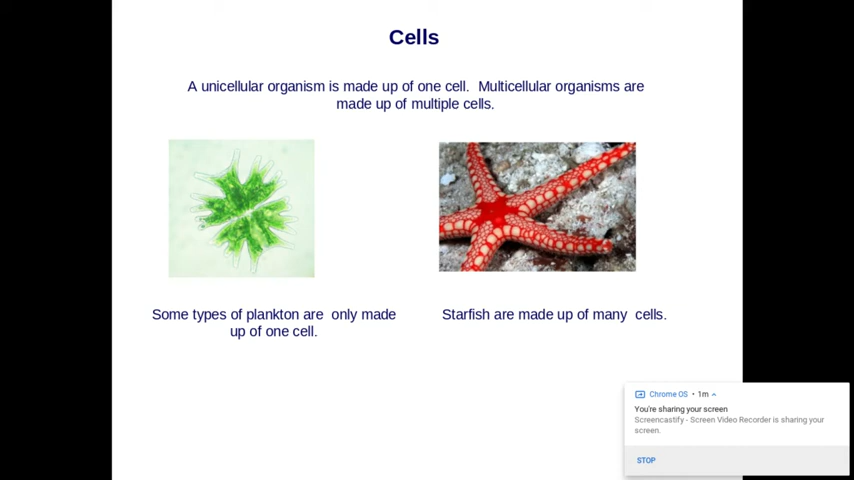 Cells
A unicellular organism is made up of one cell.  Multicellular organisms are
made up of multiple cells.
Some types of plankton are  only made
up of one cell.
Starfish are made up of many  cells.
Chrome OS • 1m
You're sharing your screen
Screencastify - Screen Video Recorder is sharing your
screen.
STOP